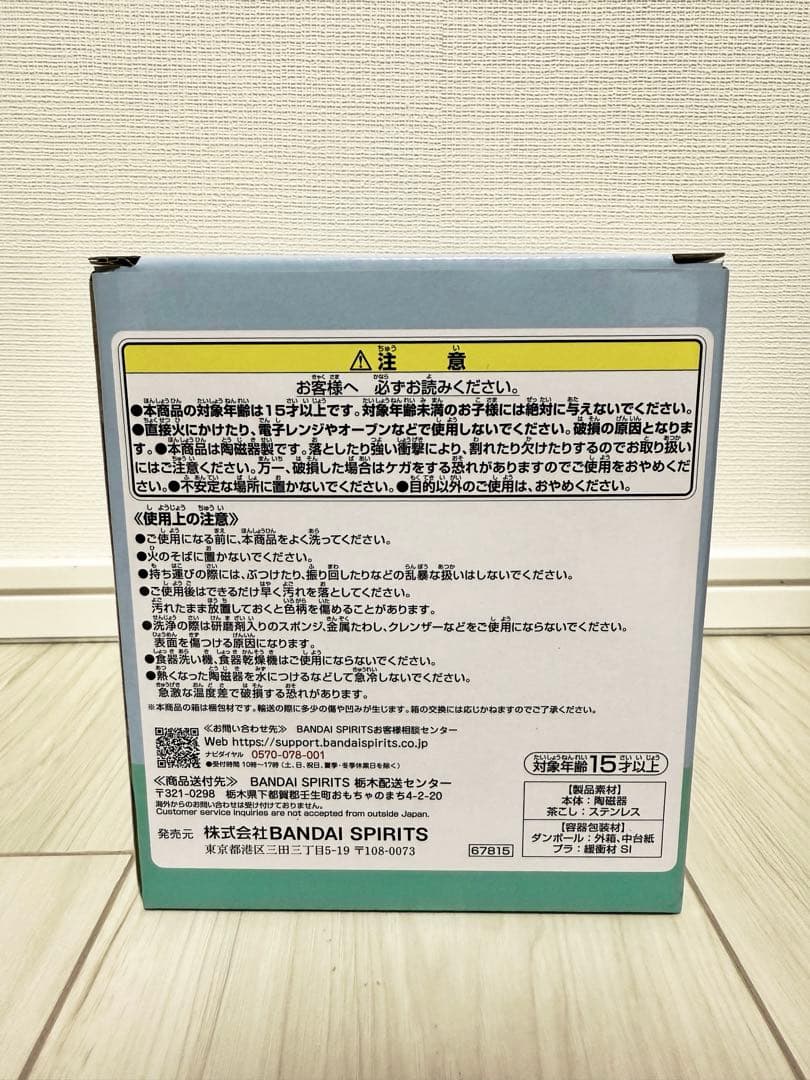 ⚠注意
お客様へ 必ずお読みください。
●本商品の対象年齢は15才以上です。対象年齢未満のお子様には絶対に与えないでください。
●直接火にかけたり、電子レンジやオーブンなどで使用しないでください。破損の原因となりま
す。●本商品は陶磁器製です。落としたり強い衝撃により、割れたり欠けたりするのでお取り扱い
にはご注意ください。万一、破損した場合はケガをする恐れがありますのでご使用をおやめくださ
い。●不安定な場所に置かないでください。●目的以外のご使用は、おやめください。
《使用上の注意》
●ご使用になる前に、本商品をよく洗ってください。
●火のそばに置かないでください。
●持ち運びの際には、ぶつけたり、振り回したりなどの乱暴な扱いはしないでください。
●ご使用後はできるだけ早く汚れを落としてください。
汚れたまま放置しておくと色柄を傷めることがあります。
●洗浄の際は研磨剤入りのスポンジ、金属たわし、クレンザーなどをご使用にならないでください。
表面を傷つける原因になります。
●食器洗い機、食器乾燥機はご使用にならないでください。
●熱くなった陶磁器を水につけるなどして急冷しないでください。
急激な温度差で破損する恐れがあります。
※本商品の箱は梱包材です。輸送の際に多少の傷や凹みが生じます。箱の交換には応じかねますのでご了承ください。
≪お問い合わせ先≫ BANDAI SPIRITSお客様相談センター
Web https://support.bandaispirits.co.jp
ナビダイヤル 0570-078-001
●受付時間 10時～17時(土、日、祝日、夏季・冬季休業日を除く)
≪商品送付先≫ BANDAI SPIRITS 栃木配送センター
〒321-0298 栃木県下都賀郡壬生町おもちゃのまち4-2-20
海外からのお問い合わせは受け付けておりません。
Customer service inquiries are not accepted from outside Japan.
発売元 株式会社BANDAI SPIRITS
東京都港区三田三丁目5-19 〒108-0073
67815
対象年齢15才以上
【製品素材】
本体：陶磁器
茶こし：ステンレス
【容器包装材】
ダンボール：外箱、中台紙
プラ：緩衝材 SI